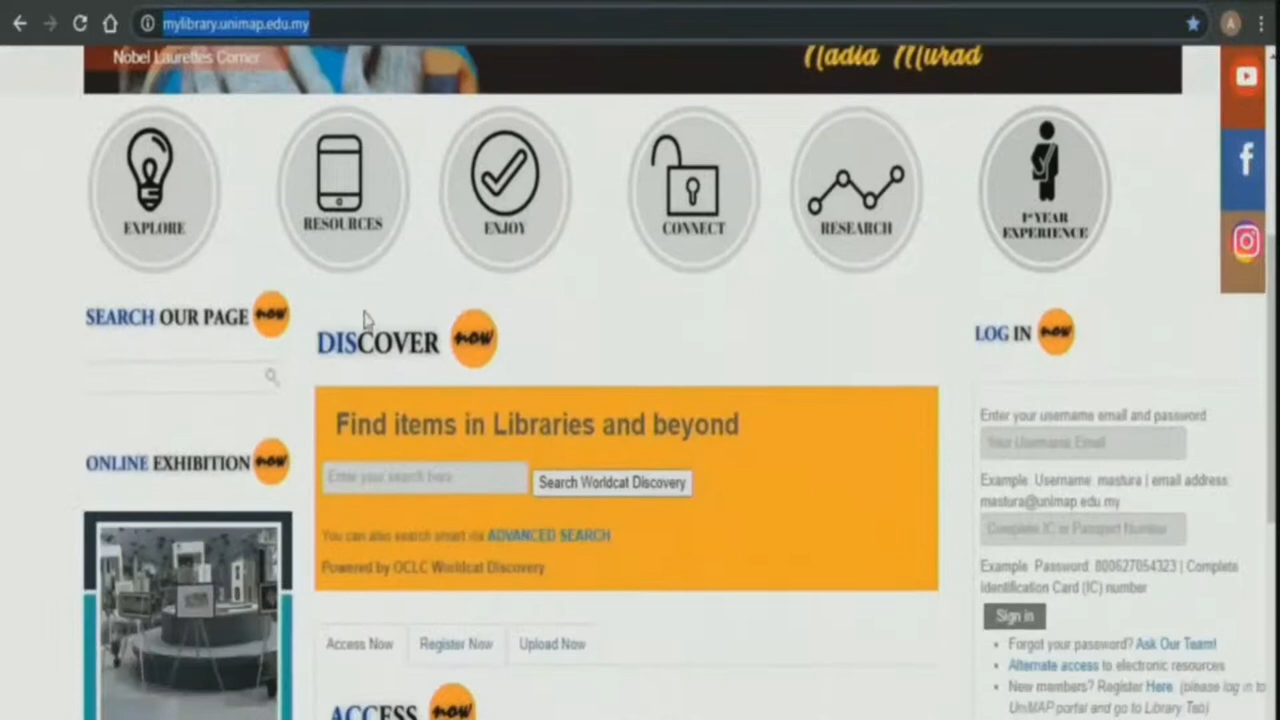 mylibrary.unimap.edu.my
A
Nobel Laurettes Corner
Nadia Murad
EXPLORE
RESOURCES
ENJOY
CONNECT
RESEARCH
1st YEAR
EXPERIENCE
SEARCH OUR PAGE now
DISCOVER now
LOG IN now
Find items in Libraries and beyond
Enter your username email and password
Your Username Email
ONLINE EXHIBITION now
Enter your search here
Search Worldcat Discovery
Example: Username: mastura | email address:
mastura@unimap.edu.my
Complete IC or Passport Number
You can also search smart via ADVANCED SEARCH
Powered by OCLC Worldcat Discovery
Example: Password: 800627054323 | Complete
Identification Card (IC) number
Sign in
Access Now
Register Now
Upload Now
Forgot your password? Ask Our Team!
Alternate access to electronic resources
New members? Register Here (please log in to
UniMAP portal and go to Library Tab)
ACCESS now